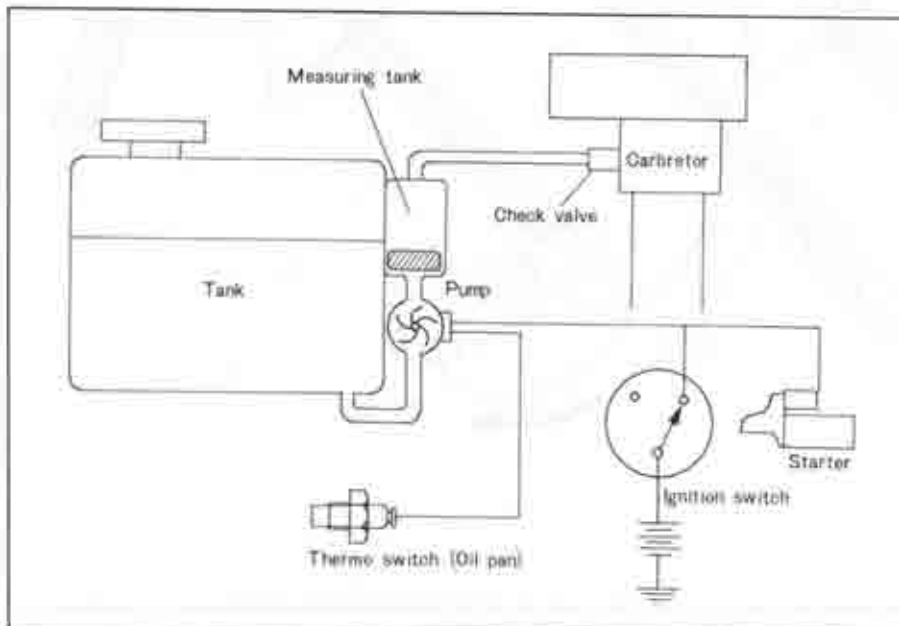 Measuring tank
Carbretor
Check valve
Tank
Pump
Starter
Ignition switch
Thermo switch (Oil pan)